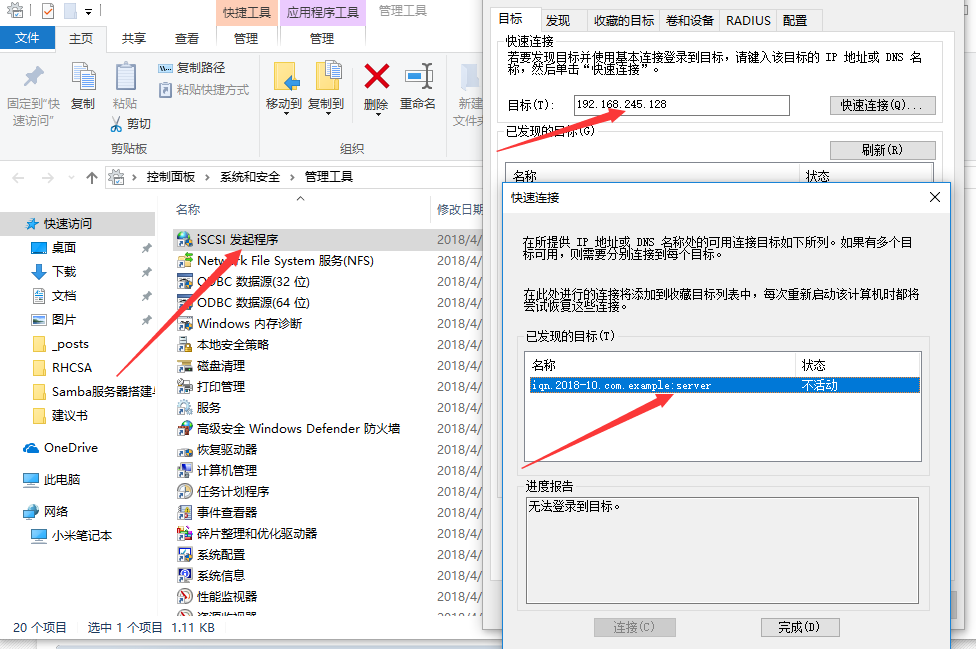 快捷工具
应用程序工具
管理工具
文件
主页
共享
查看
管理
管理
固定到“快
速访问”
复制
粘贴
复制路径
粘贴快捷方式
剪切
移动到
复制到
删除
重命名
新建
文件夹
剪贴板
组织
控制面板
系统和安全
管理工具
名称
修改日期
快速访问
桌面
下载
文档
图片
_posts
RHCSA
Samba服务器搭建
建议书
OneDrive
此电脑
网络
小米笔记本
iSCSI 发起程序
2018/4/
Network File System 服务(NFS)
2018/4/
ODBC 数据源(32 位)
2018/4/
ODBC 数据源(64 位)
2018/4/
Windows 内存诊断
2018/4/
本地安全策略
2018/4/
磁盘清理
2018/4/
打印管理
2018/4/
服务
2018/4/
高级安全 Windows Defender 防火墙
2018/4/
恢复驱动器
2018/4/
计算机管理
2018/4/
任务计划程序
2018/4/
事件查看器
2018/4/
碎片整理和优化驱动器
2018/4/
系统配置
2018/4/
系统信息
2018/4/
性能监视器
2018/4/
资源监视器
2018/4/
20 个项目
选中 1 个项目 1.11 KB
目标
发现
收藏的目标
卷和设备
RADIUS
配置
快速连接
若要发现目标并使用基本连接登录到目标，请键入该目标的 IP 地址或 DNS 名
称，然后单击“快速连接”。
目标(T):
192.168.245.128
快速连接(Q)...
已发现的目标(G)
刷新(R)
名称
状态
快速连接
在所提供 IP 地址或 DNS 名称处的可用连接目标如下所列。如果有多个目
标可用，则需要分别连接到每个目标。
在此处进行的连接将添加到收藏目标列表中，每次重新启动该计算机时都将
尝试恢复这些连接。
已发现的目标(T)
名称
状态
iqn.2018-10.com.example:server
不活动
进度报告
无法登录到目标。
连接(C)
完成(D)